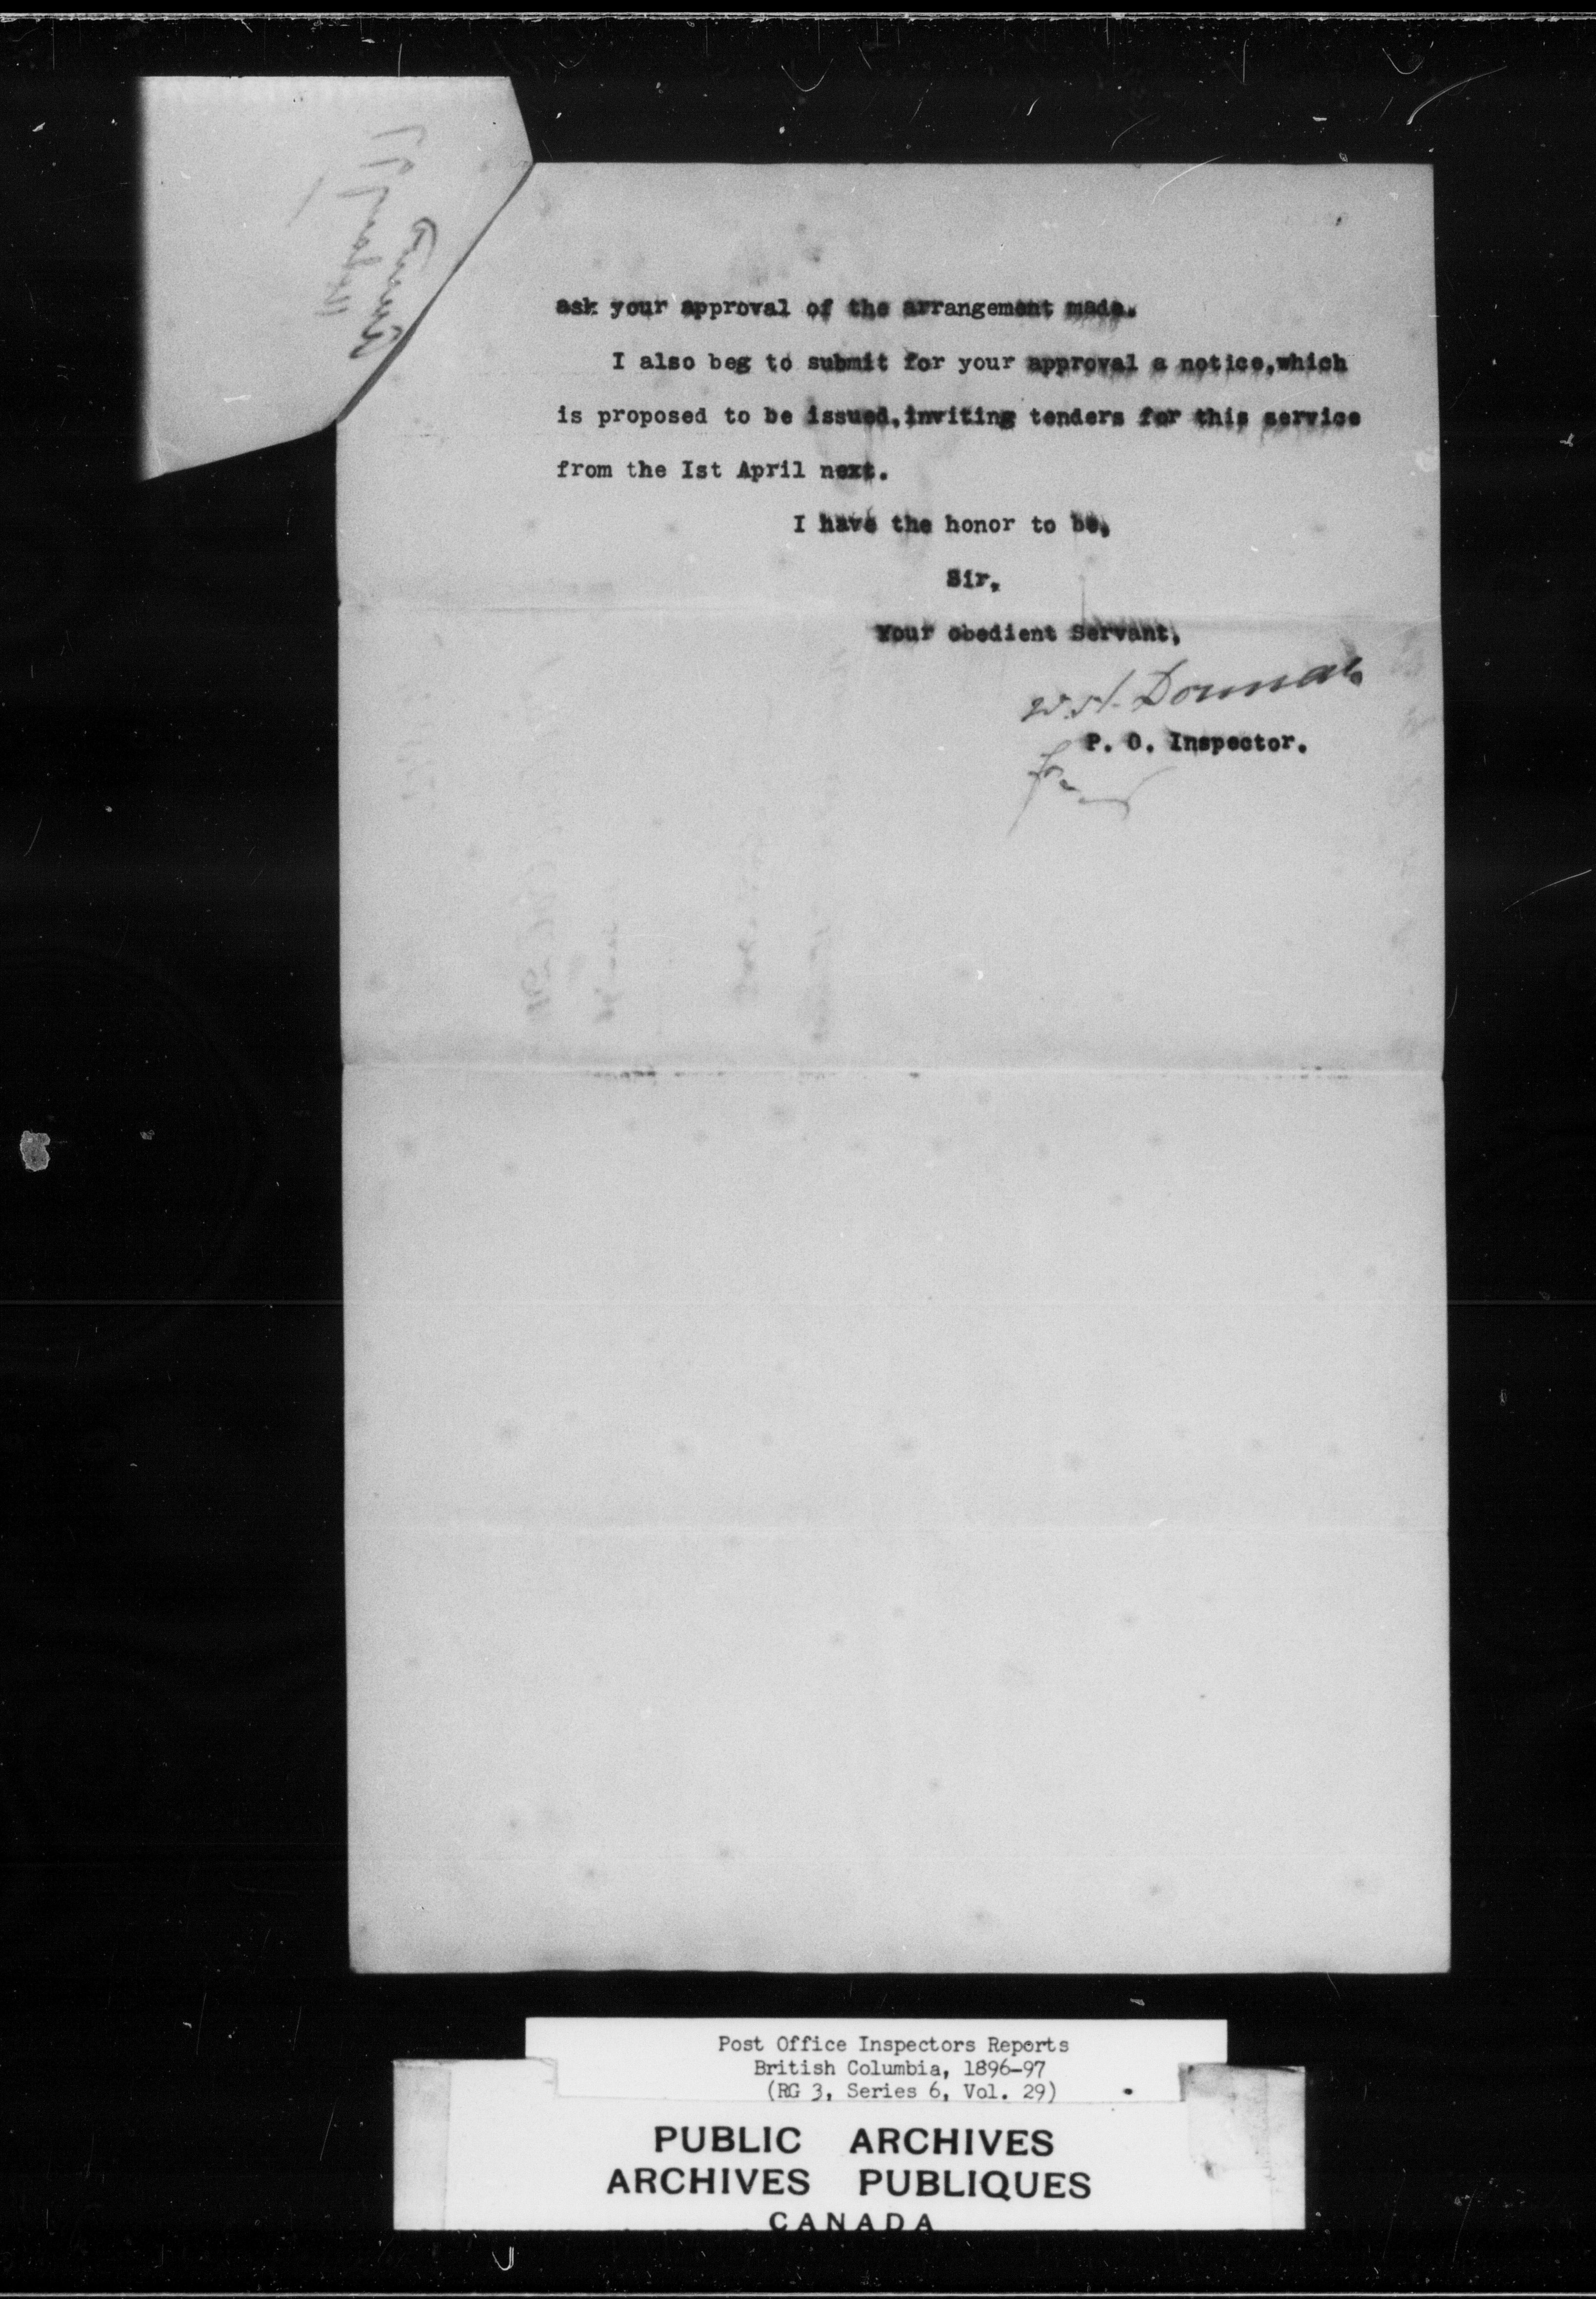 ask your approval of the arrangement made.
I also beg to submit for your approval a notice,which
is proposed to be issued,inviting tenders for this service
from the Ist April next.
I have the honor to be,
Sir,
Your obedient Servant,
W.H. Dorman
P. O. Inspector.
for
Post Office Inspectors Reports
British Columbia, 1896-97
(RG 3, Series 6, Vol. 29)
PUBLIC ARCHIVES
ARCHIVES PUBLIQUES
CANADA